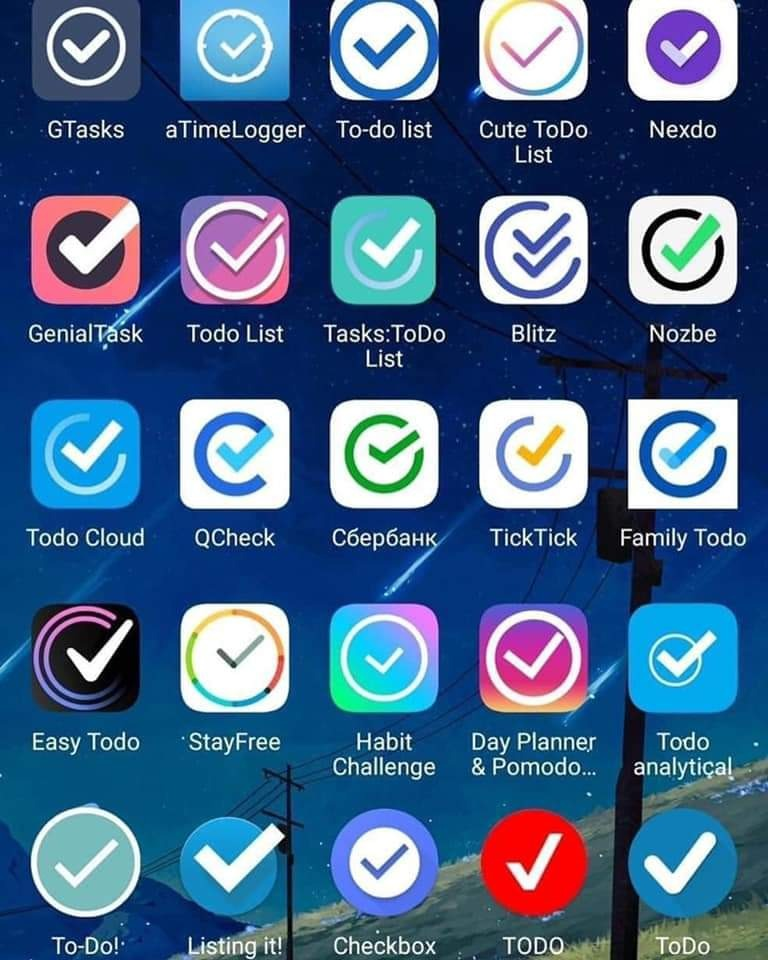 GTasks
aTimeLogger
To-do list
Cute ToDo
List
Nexdo
GenialTask
Todo List
Tasks:ToDo
List
Blitz
Nozbe
Todo Cloud
QCheck
Сбербанк
TickTick
Family Todo
Easy Todo
StayFree
Habit
Challenge
Day Planner
& Pomodo...
Todo
analytical
To-Do!
Listing it!
Checkbox
TODO
ToDo